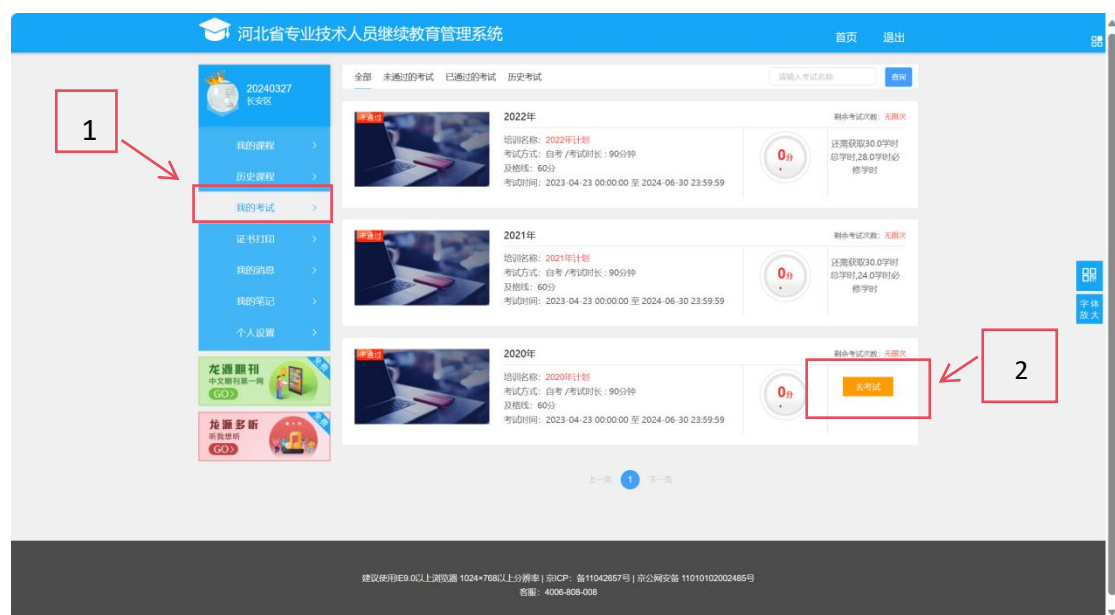 河北省专业技术人员继续教育管理系统
首页 退出
20240327
长安区
1
我的课程
历史课程
我的考试
证书打印
我的消息
我的笔记
个人设置
龙源期刊
中文期刊第一网
GO
免费
龙源多听
听我想听
GO
免费
全部 未通过的考试 已通过的考试 历史考试
请输入考试名称
查询
未通过
2022年
剩余考试次数：无限次
培训名称：2022年计划
考试方式：自考 /考试时长：90分钟
及格线：60分
考试时间：2023-04-23 00:00:00 至 2024-06-30 23:59:59
0分
还需获取30.0学时
总学时,28.0学时必
修学时
未通过
2021年
剩余考试次数：无限次
培训名称：2021年计划
考试方式：自考 /考试时长：90分钟
及格线：60分
考试时间：2023-04-23 00:00:00 至 2024-06-30 23:59:59
0分
还需获取30.0学时
总学时,24.0学时必
修学时
未通过
2020年
剩余考试次数：无限次
培训名称：2020年计划
考试方式：自考 /考试时长：90分钟
及格线：60分
考试时间：2023-04-23 00:00:00 至 2024-06-30 23:59:59
0分
去考试
2
上一页 1 下一页
字体
放大
建议使用IE9.0以上浏览器 1024×768以上分辨率 | 京ICP：备11042657号 | 京公网安备 11010102002485号
客服：4006-808-008